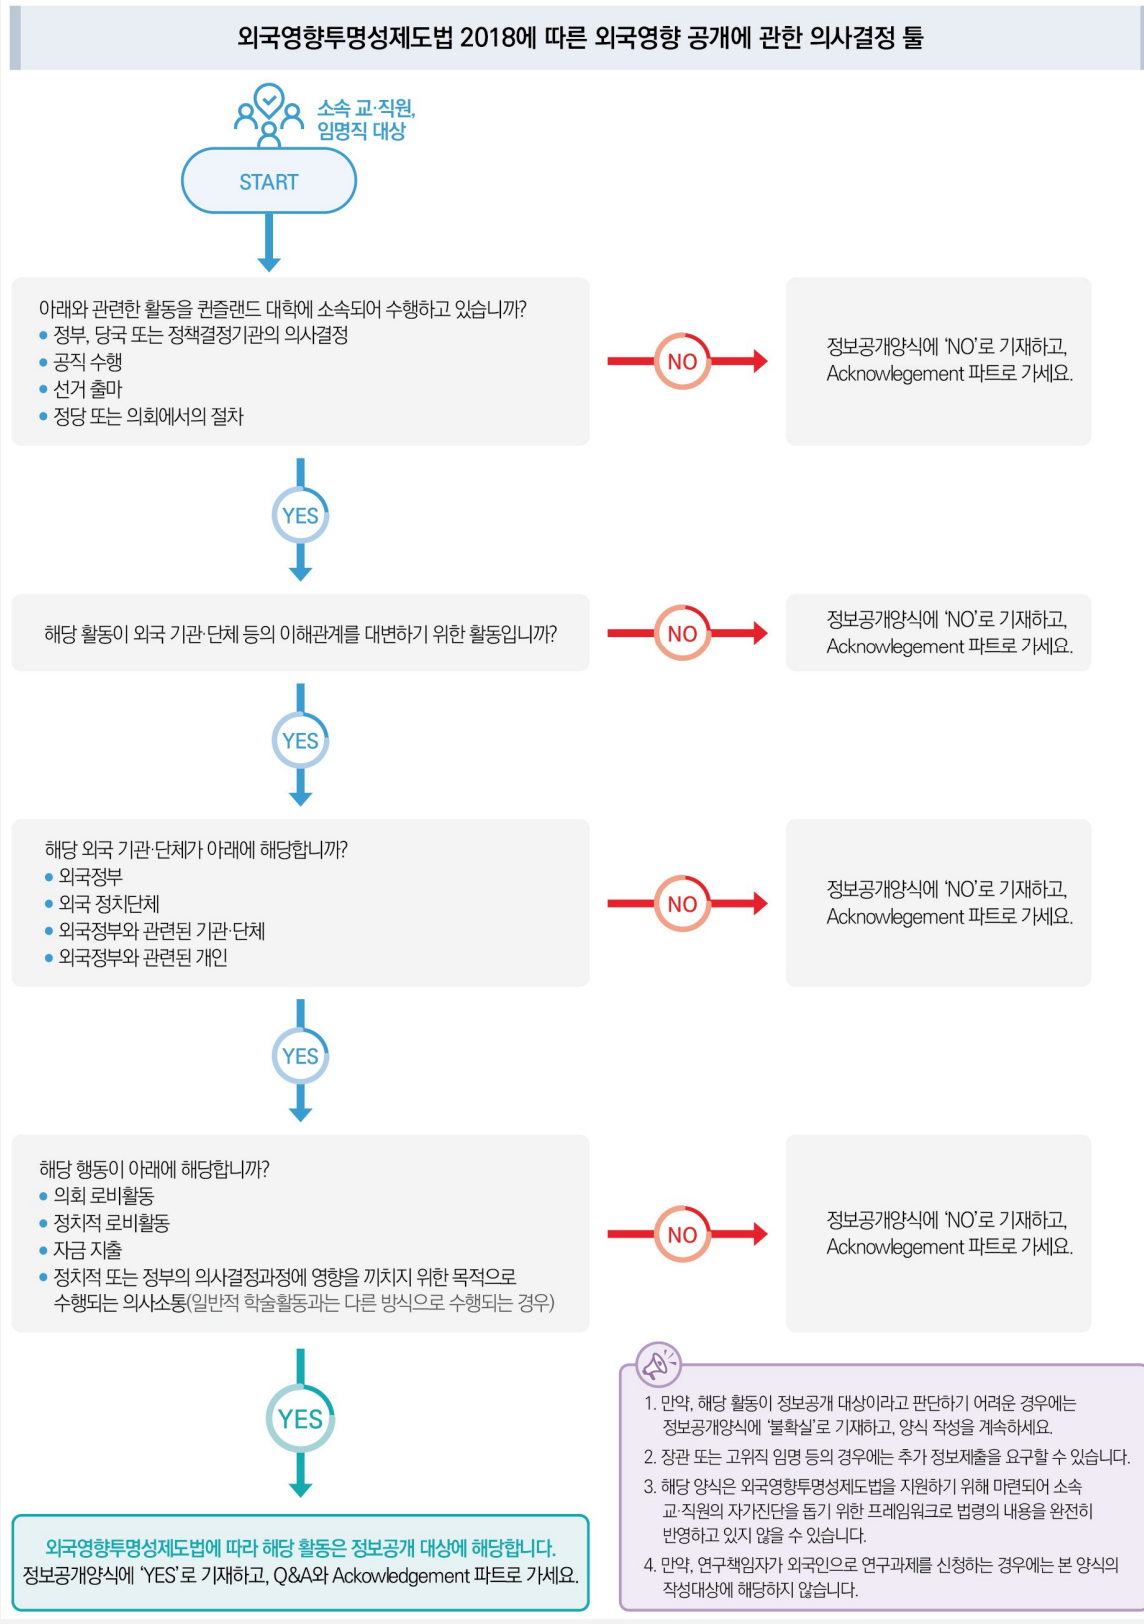 외국영향투명성제도법 2018에 따른 외국영향 공개에 관한 의사결정 툴
소속 교·직원,
임명직 대상
START
아래와 관련한 활동을 퀸즐랜드 대학에 소속되어 수행하고 있습니까?
• 정부, 당국 또는 정책결정기관의 의사결정
• 공직 수행
• 선거 출마
• 정당 또는 의회에서의 절차
NO
정보공개양식에 'NO'로 기재하고,
Acknowlegement 파트로 가세요.
YES
해당 활동이 외국 기관·단체 등의 이해관계를 대변하기 위한 활동입니까?
NO
정보공개양식에 'NO'로 기재하고,
Acknowlegement 파트로 가세요.
YES
해당 외국 기관·단체가 아래에 해당합니까?
• 외국정부
• 외국 정치단체
• 외국정부와 관련된 기관·단체
• 외국정부와 관련된 개인
NO
정보공개양식에 'NO'로 기재하고,
Acknowlegement 파트로 가세요.
YES
해당 행동이 아래에 해당합니까?
• 의회 로비활동
• 정치적 로비활동
• 자금 지출
• 정치적 또는 정부의 의사결정과정에 영향을 끼치지 위한 목적으로
수행되는 의사소통(일반적 학술활동과는 다른 방식으로 수행되는 경우)
NO
정보공개양식에 'NO'로 기재하고,
Acknowlegement 파트로 가세요.
YES
외국영향투명성제도법에 따라 해당 활동은 정보공개 대상에 해당합니다.
정보공개양식에 'YES'로 기재하고, Q&A와 Ackowledgement 파트로 가세요.
1. 만약, 해당 활동이 정보공개 대상이라고 판단하기 어려운 경우에는
정보공개양식에 '불확실'로 기재하고, 양식 작성을 계속하세요.
2. 장관 또는 고위직 임명 등의 경우에는 추가 정보제출을 요구할 수 있습니다.
3. 해당 양식은 외국영향투명성제도법을 지원하기 위해 마련되어 소속
교·직원의 자가진단을 돕기 위한 프레임워크로 법령의 내용을 완전히
반영하고 있지 않을 수 있습니다.
4. 만약, 연구책임자가 외국인으로 연구과제를 신청하는 경우에는 본 양식의
작성대상에 해당하지 않습니다.